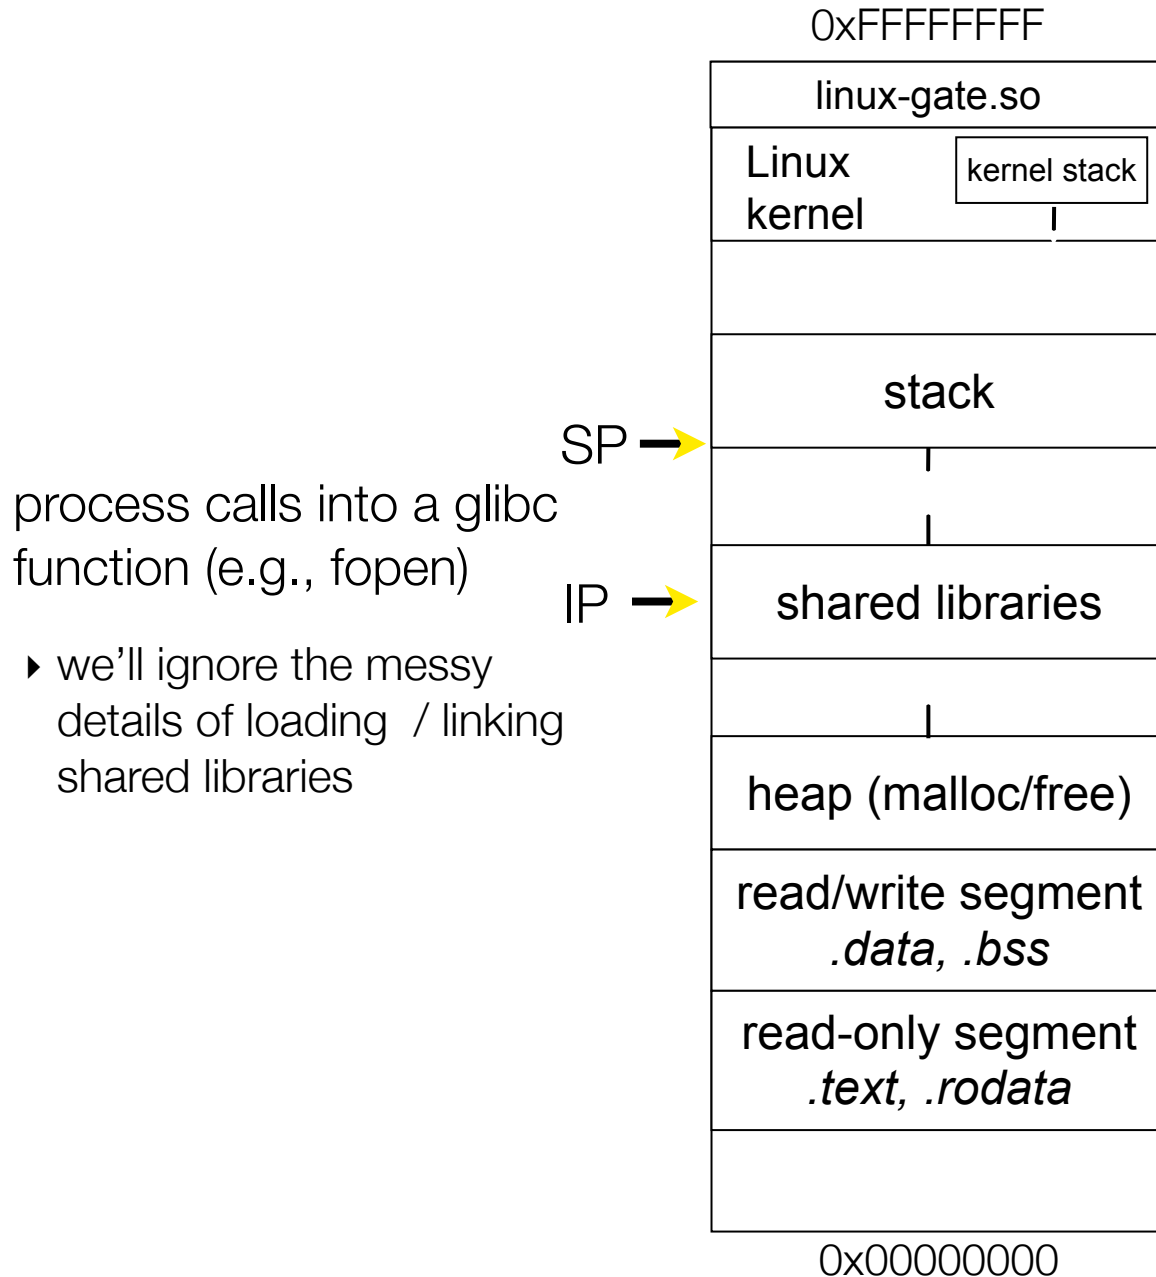 0xFFFFFFFF
linux-gate.so
Linux
kernel
kernel stack
stack
SP
process calls into a glibc
function (e.g., fopen)
IP
shared libraries
‣ we’ll ignore the messy
details of loading / linking
shared libraries
heap (malloc/free)
read/write segment
.data, .bss
read-only segment
.text, .rodata
0x00000000